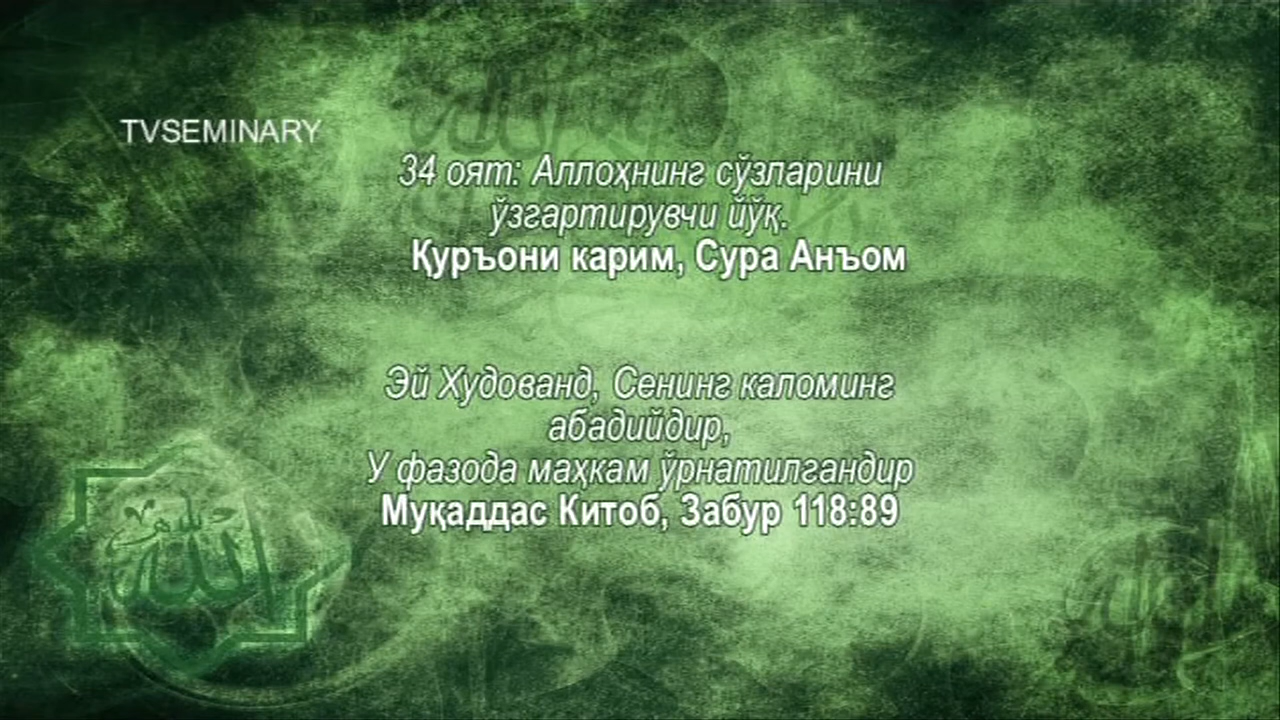 TVSEMINARY
34 оят: Аллоҳнинг сўзларини
ўзгартирувчи йўқ.
Қуръони карим, Сура Анъом
Эй Худованд, Сенинг каломинг
абадийдир,
У фазода маҳкам ўрнатилгандир
Муқаддас Китоб, Забур 118:89
الله